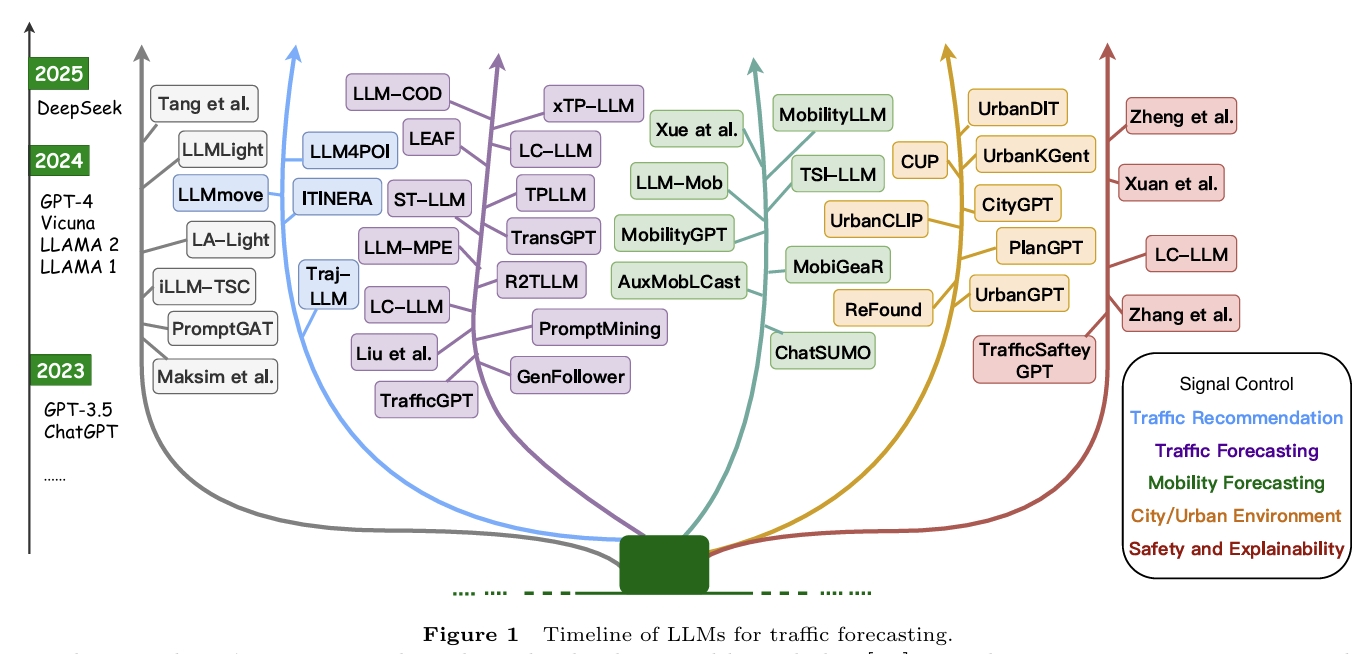 2025
DeepSeek
2024
GPT-4
Vicuna
LLAMA 2
LLAMA 1
2023
GPT-3.5
ChatGPT
......
Tang et al.
LLMLight
LA-Light
iLLM-TSC
PromptGAT
Maksim et al.
LLM4POI
LLMmove
ITINERA
Traj-
LLM
LLM-COD
xTP-LLM
LEAF
LC-LLM
ST-LLM
TPLLM
TransGPT
LLM-MPE
R2TLLM
LC-LLM
PromptMining
Liu et al.
GenFollower
TrafficGPT
MobilityLLM
Xue at al.
TSI-LLM
LLM-Mob
MobilityGPT
MobiGeaR
AuxMobLCast
ChatSUMO
UrbanDIT
CUP
UrbanKGent
CityGPT
UrbanCLIP
PlanGPT
UrbanGPT
ReFound
Zheng et al.
Xuan et al.
LC-LLM
Zhang et al.
TrafficSaftey
GPT
Signal Control
Traffic Recommendation
Traffic Forecasting
Mobility Forecasting
City/Urban Environment
Safety and Explainability
Figure 1 Timeline of LLMs for traffic forecasting.